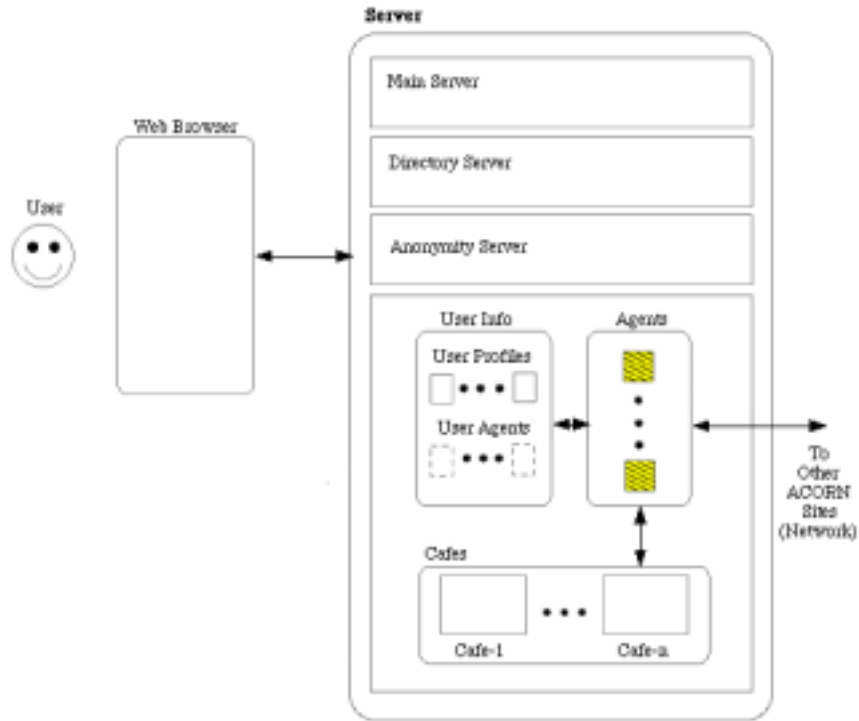 Server
Main Server
Web Browser
Directory Server
User
Anonymity Server
User Info
Agents
User Profiles
User Agents
To
Other
ACORN
Sites
(Network)
Cafes
Cafe-1
Cafe-n